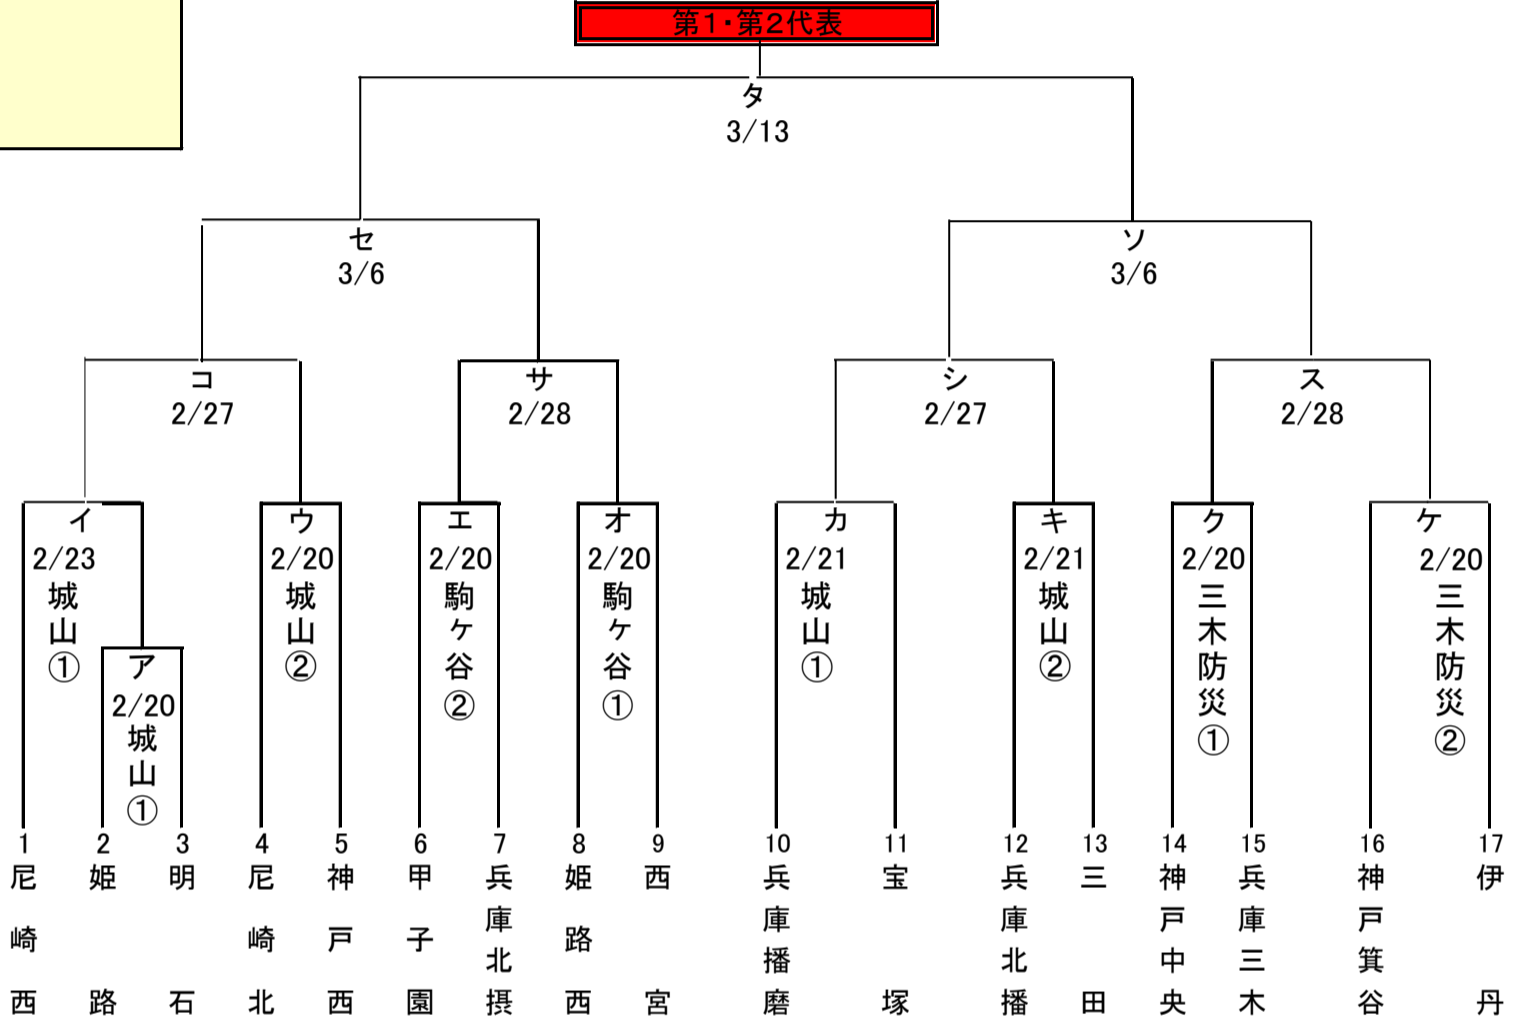 第1・第2代表
タ
3/13
セ
3/6
ソ
3/6
コ
2/27
サ
2/28
シ
2/27
ス
2/28
イ
2/23
城山①
ア
2/20
城山①
ウ
2/20
城山②
エ
2/20
駒ヶ谷②
オ
2/20
駒ヶ谷①
カ
2/21
城山①
キ
2/21
城山②
ク
2/20
三木防災①
ケ
2/20
三木防災②
1
尼崎西
2
姫路
3
明石
4
尼崎北
5
神戸西
6
甲子園
7
兵庫北摂
8
姫路西
9
西宮
10
兵庫播磨
11
宝塚
12
兵庫北播
13
三田
14
神戸中央
15
兵庫三木
16
神戸箕谷
17
伊丹